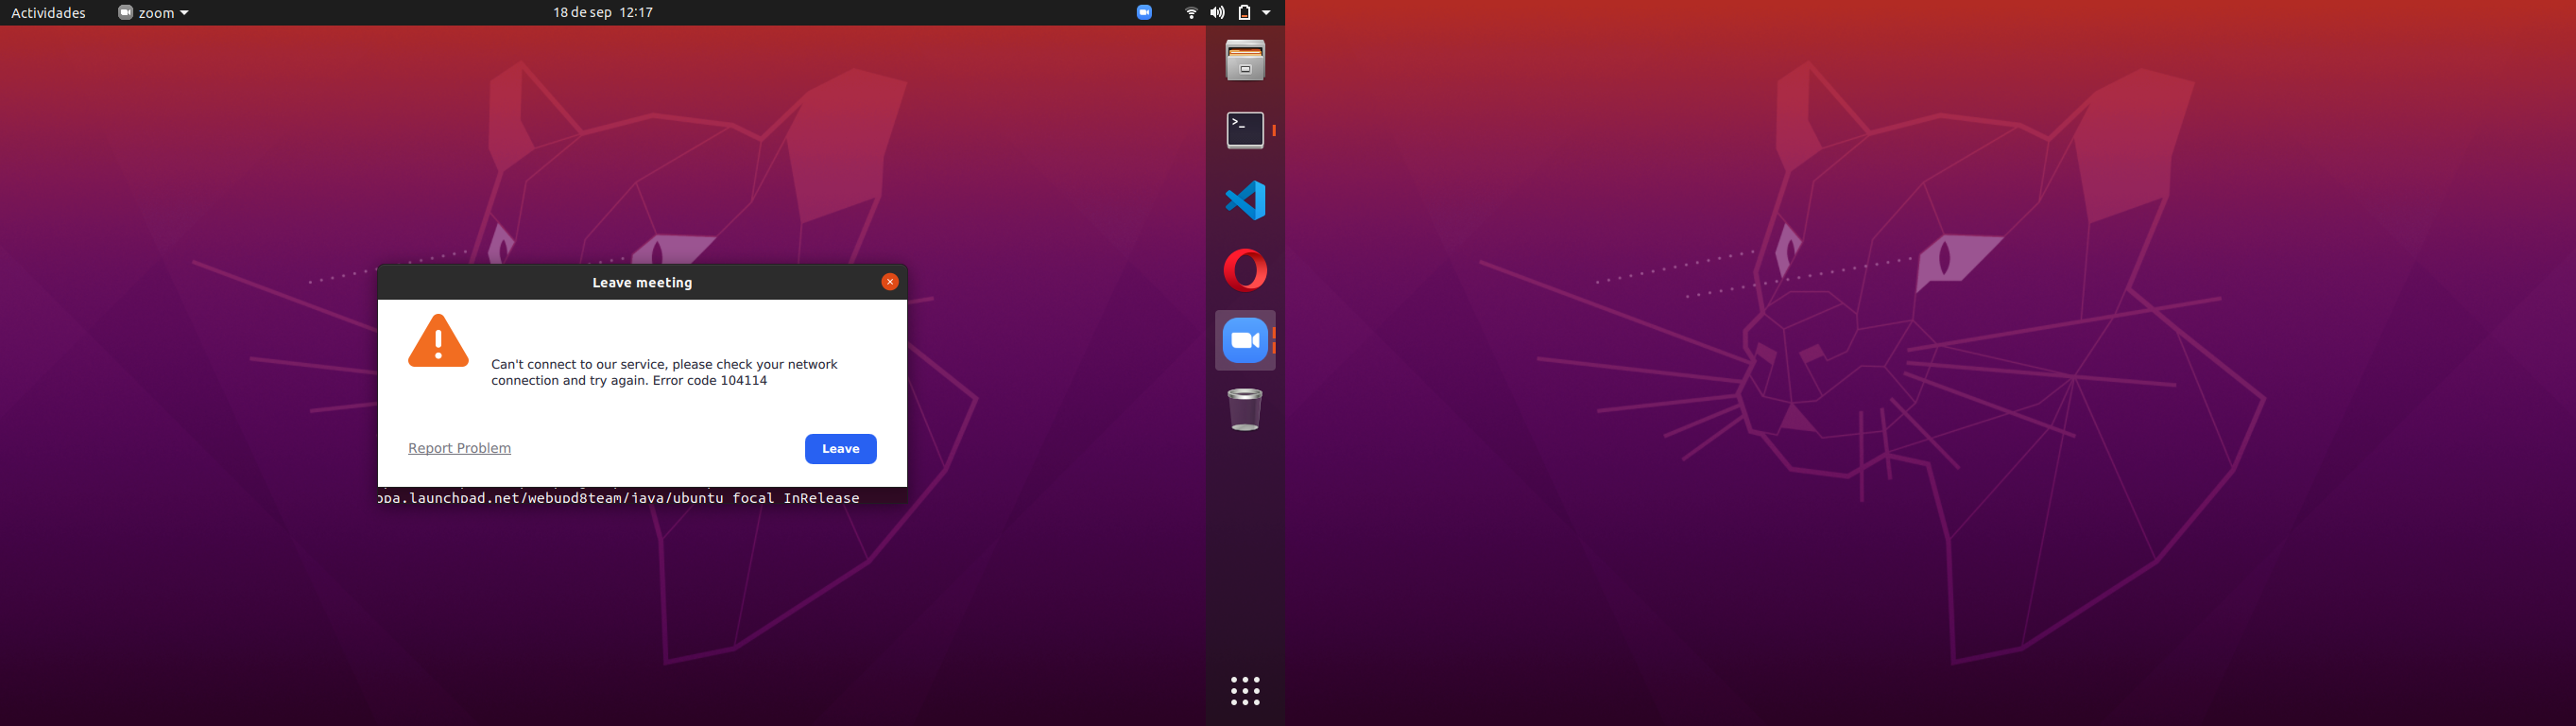 Actividades zoom 18 de sep 12:17
Leave meeting
Can't connect to our service, please check your network
connection and try again. Error code 104114
Report Problem
Leave
ppa.launchpad.net/webupd8team/java/ubuntu focal InRelease
>_